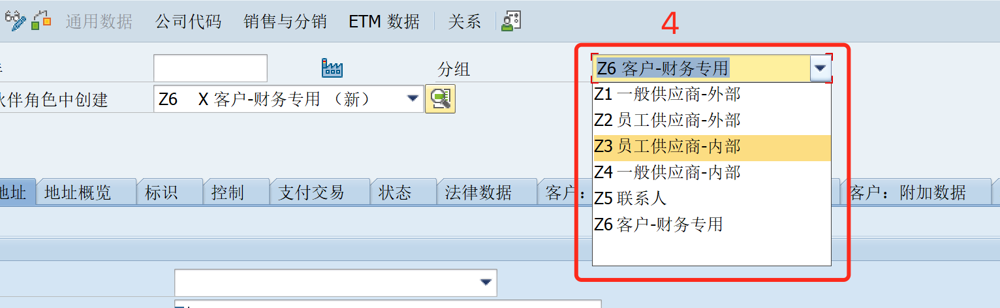 通用数据 公司代码 销售与分销 ETM 数据 关系
4
分组 Z6 客户-财务专用
伙伴角色中创建 Z6 X 客户-财务专用 （新）
Z1 一般供应商-外部
Z2 员工供应商-外部
Z3 员工供应商-内部
Z4 一般供应商-内部
Z5 联系人
Z6 客户-财务专用
地址 地址概览 标识 控制 支付交易 状态 法律数据 客户： 客户：附加数据